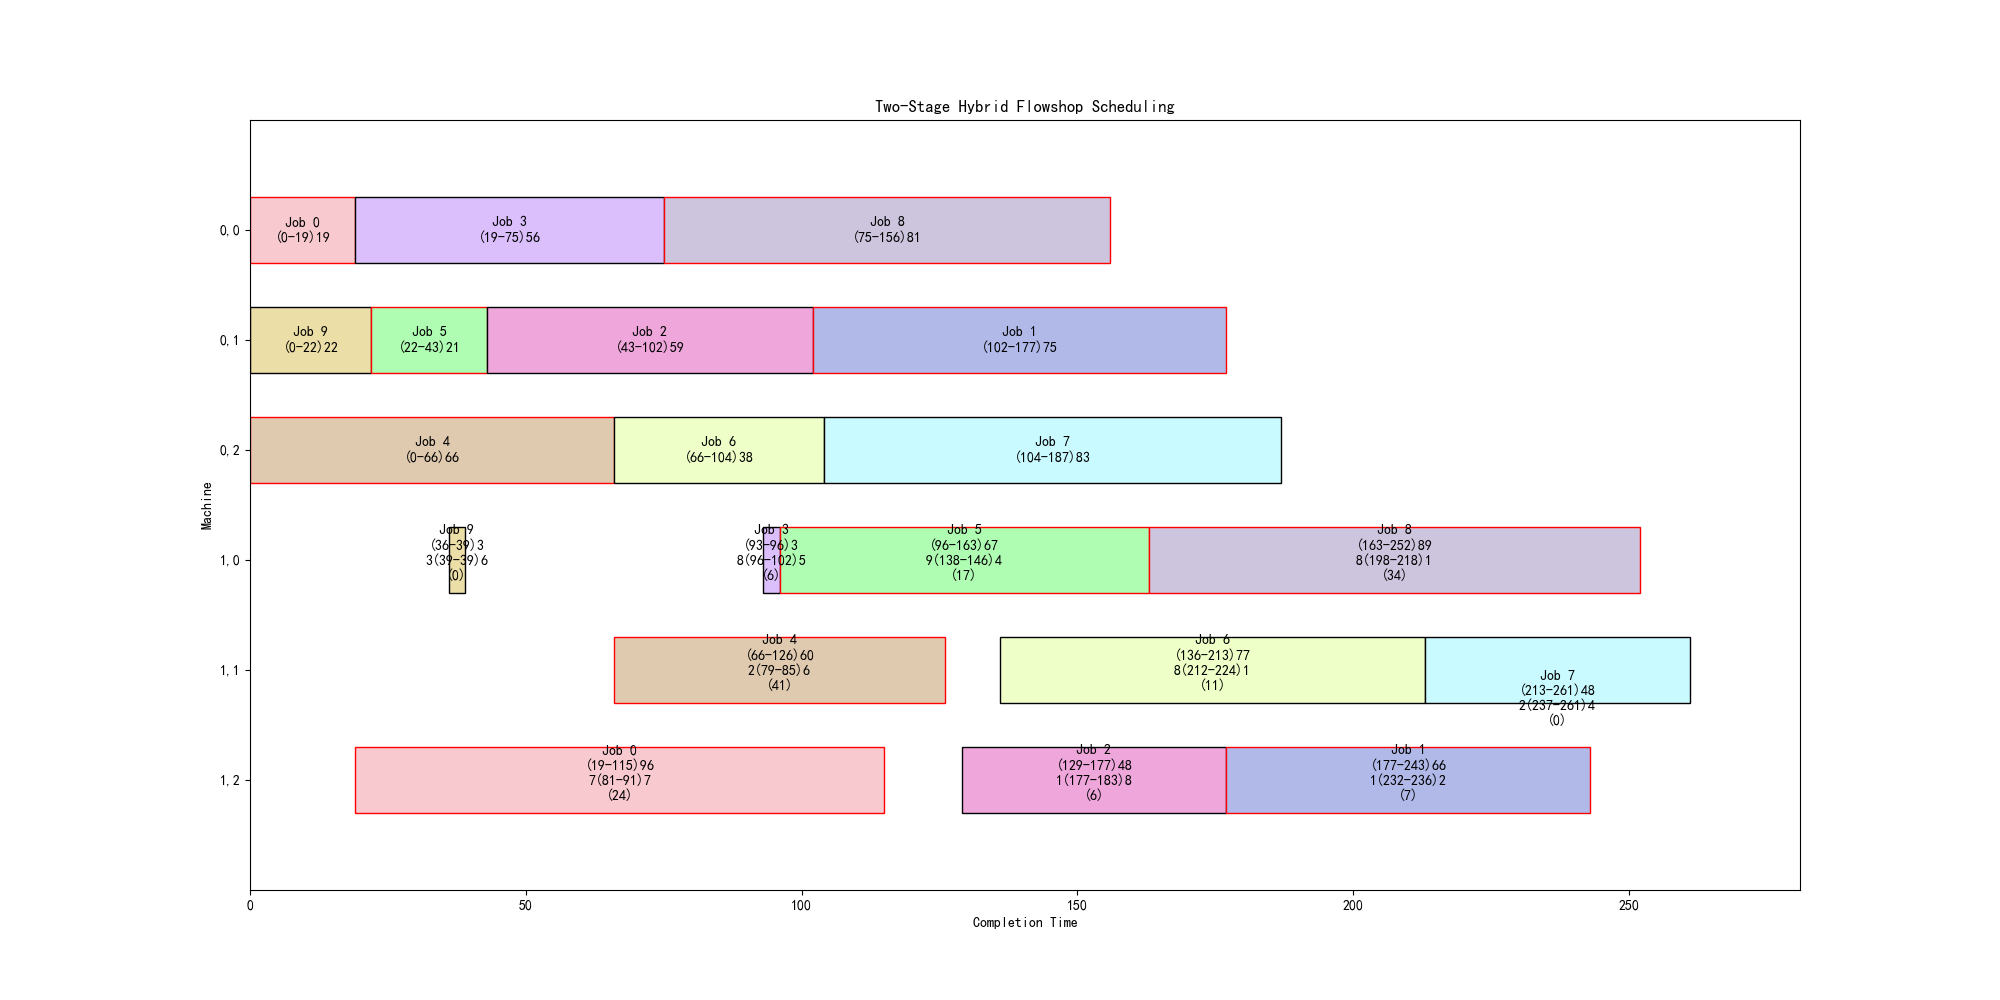 Two-Stage Hybrid Flowshop Scheduling
Machine
0,0
Job 0
(0-19)19
Job 3
(19-75)56
Job 8
(75-156)81
0,1
Job 9
(0-22)22
Job 5
(22-43)21
Job 2
(43-102)59
Job 1
(102-177)75
0,2
Job 4
(0-66)66
Job 6
(66-104)38
Job 7
(104-187)83
1,0
Job 9
(36-39)3
3(39-39)6
(0)
Job 3
(93-96)3
8(96-102)5
(6)
Job 5
(96-163)67
9(138-146)4
(17)
Job 8
(163-252)89
8(198-218)1
(34)
1,1
Job 4
(66-126)60
2(79-85)6
(41)
Job 6
(136-213)77
8(212-224)1
(11)
Job 7
(213-261)48
2(237-261)4
(0)
1,2
Job 0
(19-115)96
7(81-91)7
(24)
Job 2
(129-177)48
1(177-183)8
(6)
Job 1
(177-243)66
1(232-236)2
(7)
0
50
100
150
200
250
Completion Time